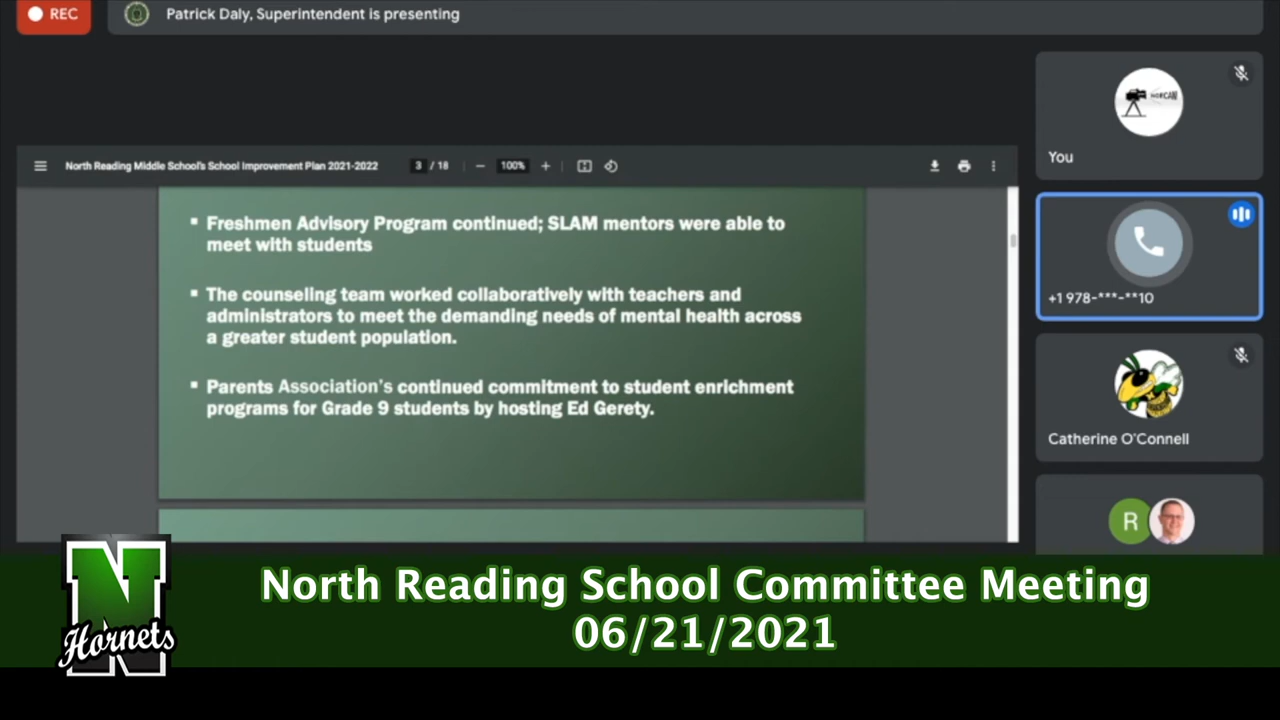 REC
Patrick Daly, Superintendent is presenting
North Reading Middle School's School Improvement Plan 2021-2022
3 / 18
100%
▪ Freshmen Advisory Program continued; SLAM mentors were able to
meet with students
▪ The counseling team worked collaboratively with teachers and
administrators to meet the demanding needs of mental health across
a greater student population.
▪ Parents Association's continued commitment to student enrichment
programs for Grade 9 students by hosting Ed Gerety.
NORCAM
You
+1 978-***-**10
Catherine O'Connell
R
N
Hornets
North Reading School Committee Meeting
06/21/2021